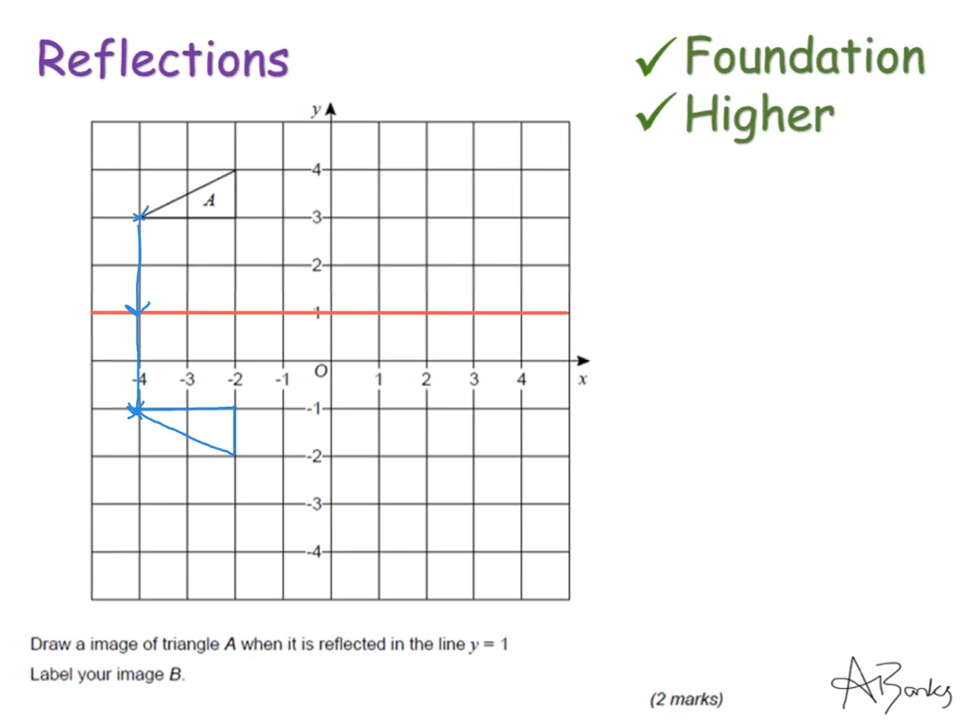 Reflections
✓ Foundation
✓ Higher
y
4
A
3
2
1
-4 -3 -2 -1 O 1 2 3 4 x
-1
-2
-3
-4
Draw a image of triangle A when it is reflected in the line y = 1
Label your image B.
(2 marks)
ABanks